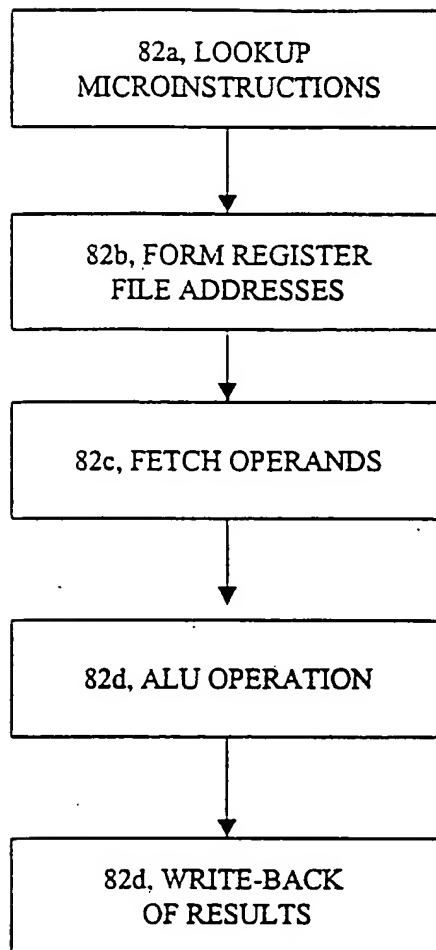 82a, LOOKUP
MICROINSTRUCTIONS
82b, FORM REGISTER
FILE ADDRESSES
82c, FETCH OPERANDS
82d, ALU OPERATION
82d, WRITE-BACK
OF RESULTS